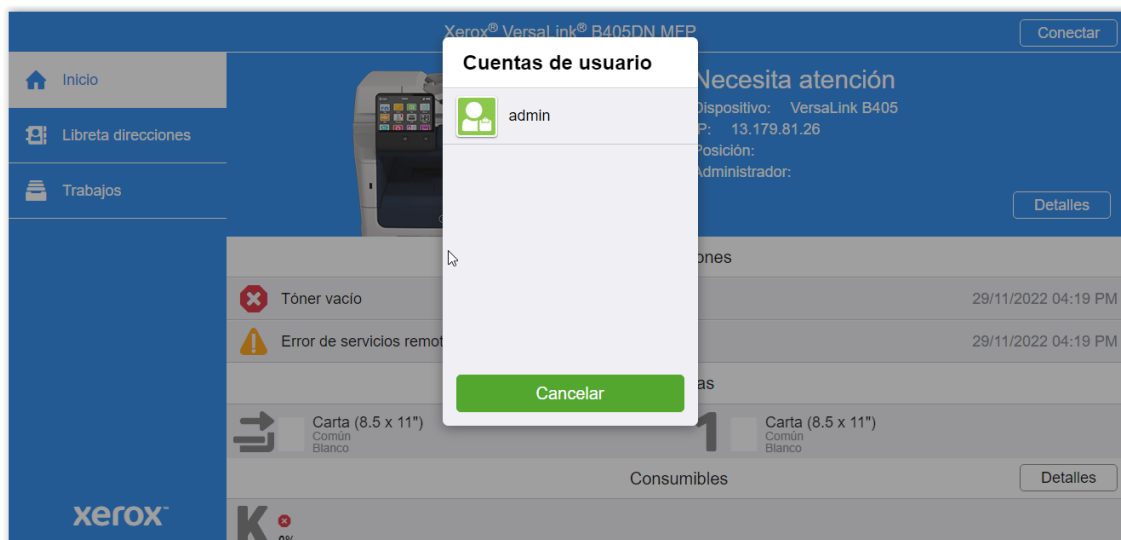 Xerox® VersaLink® B405DN MFP
Conectar
Inicio
Libreta direcciones
Trabajos
xerox™
Cuentas de usuario
admin
Cancelar
Necesita atención
Dispositivo: VersaLink B405
IP: 13.179.81.26
Posición:
Administrador:
Detalles
ones
Tóner vacío 29/11/2022 04:19 PM
Error de servicios remot 29/11/2022 04:19 PM
as
Carta (8.5 x 11")
Común
Blanco
1
Carta (8.5 x 11")
Común
Blanco
Consumibles
Detalles
K
0%